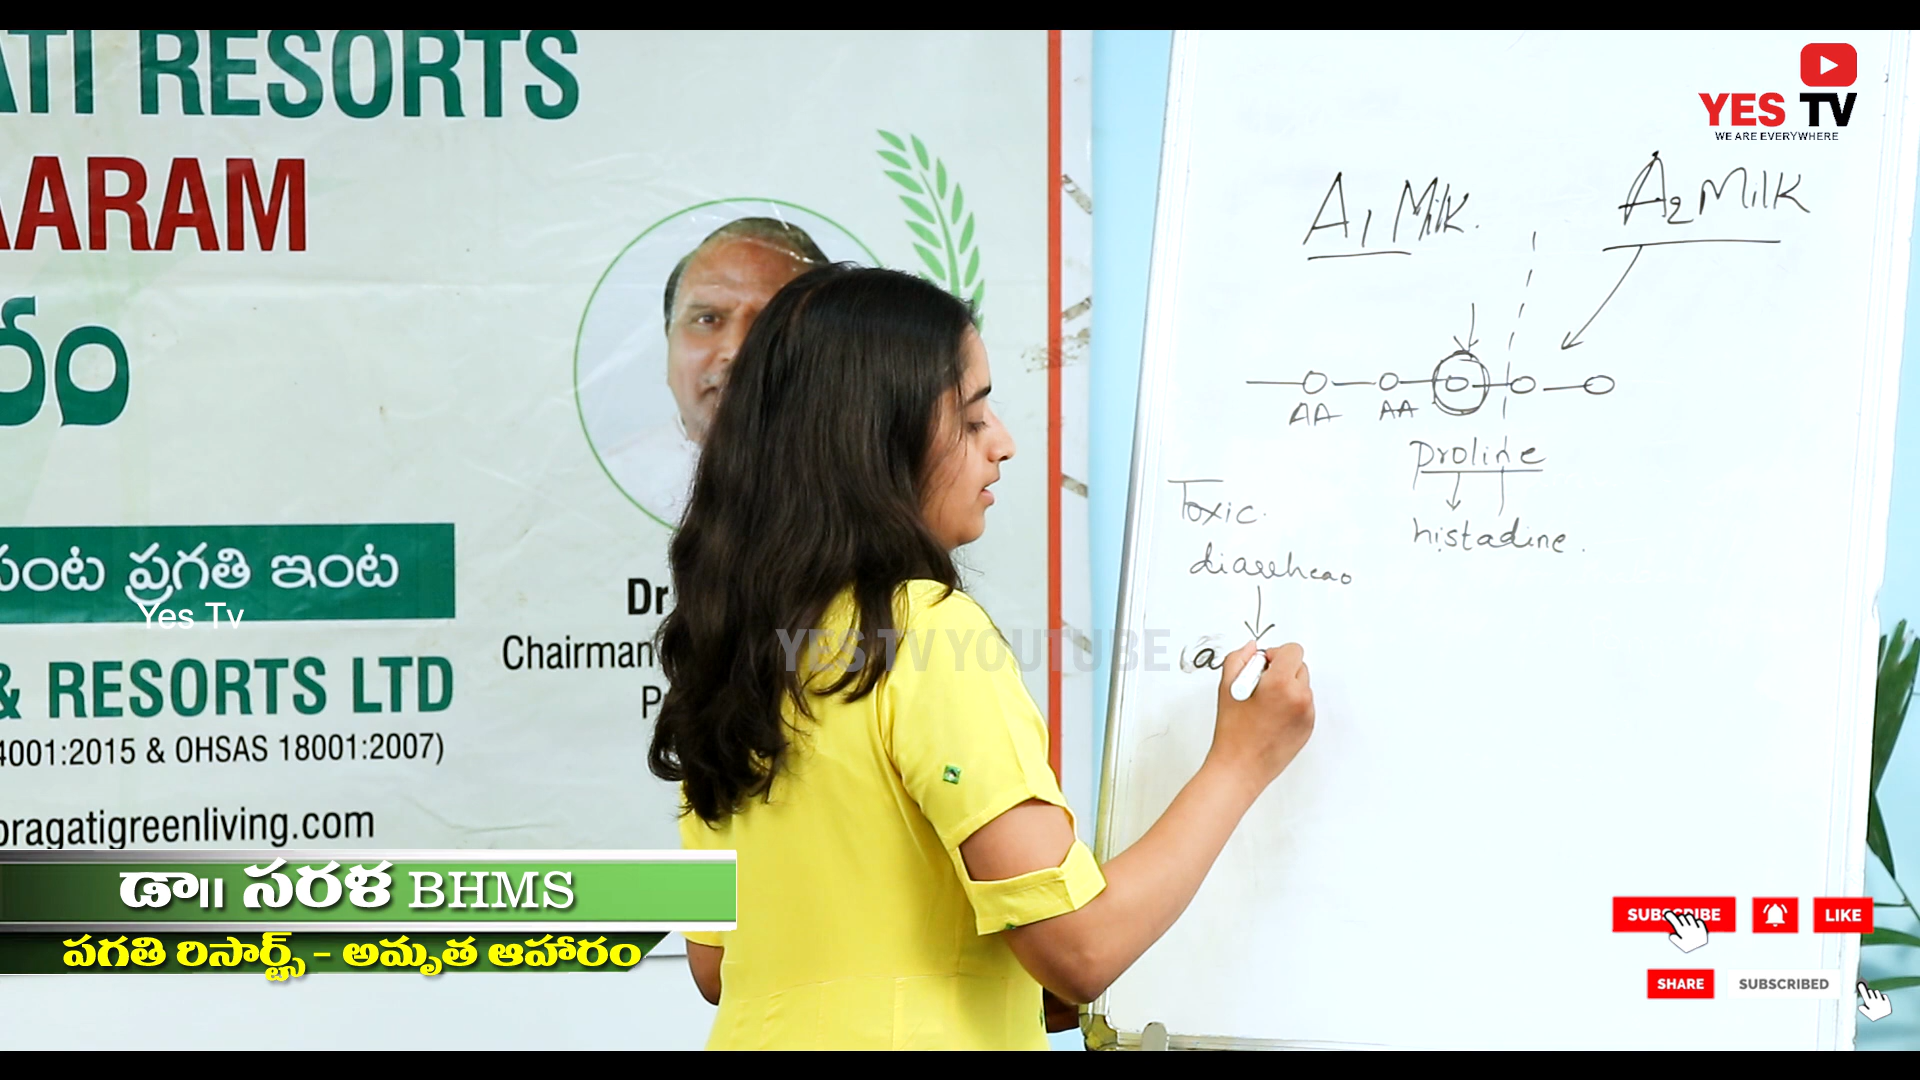 ATI RESORTS
AARAM
రం
సంట ప్రగతి ఇంట
Yes Tv
& RESORTS LTD
4001:2015 & OHSAS 18001:2007)
pragatigreenliving.com
Dr
Chairman
YES TV YOUTUBE
డా|| సరళ BHMS
పగతి రిసార్ట్స్ - అమృత ఆహారం
YES TV
WE ARE EVERYWHERE
A1 Milk.
A2 Milk
AA AA
proline
histadine.
Toxic.
diarrheao
SUBSCRIBE
LIKE
SHARE
SUBSCRIBED